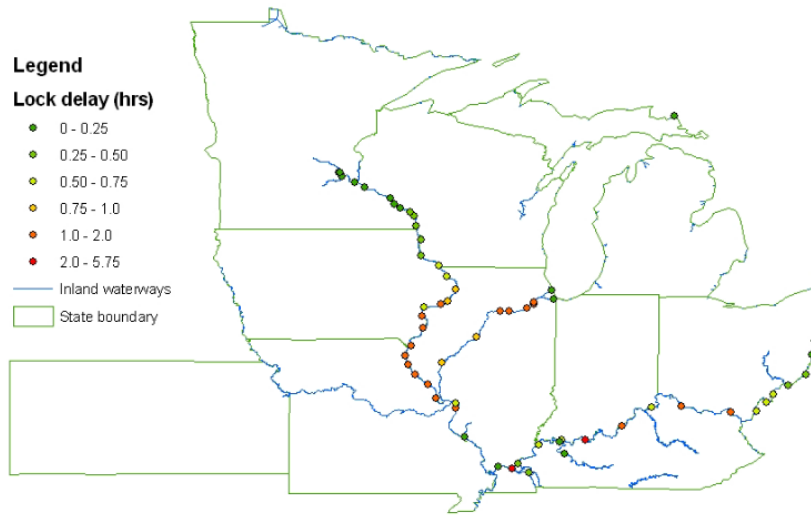 Legend
Lock delay (hrs)
0 - 0.25
0.25 - 0.50
0.50 - 0.75
0.75 - 1.0
1.0 - 2.0
2.0 - 5.75
Inland waterways
State boundary